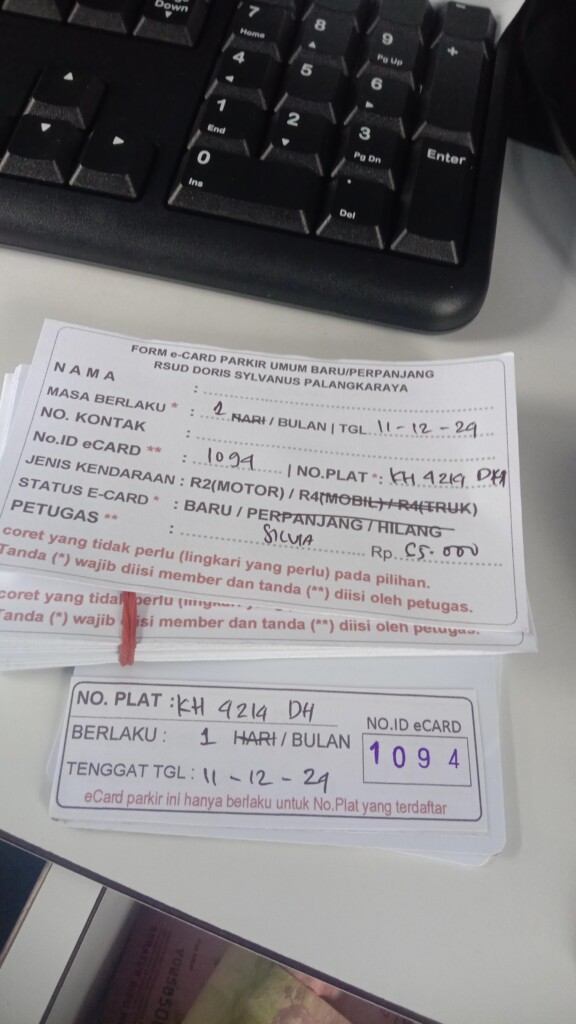 Down
7
Home
8
9
Pg Up
+
4
5
6
1
End
2
3
Pg Dn
Enter
0
Ins
.
Del
FORM e-CARD PARKIR UMUM BARU/PERPANJANG
RSUD DORIS SYLVANUS PALANGKARAYA
NAMA :
MASA BERLAKU * : 1 HARI / BULAN | TGL 11-12-24
NO. KONTAK :
No.ID eCARD ** : 1094 | NO.PLAT *: KH 4214 DH
JENIS KENDARAAN : R2(MOTOR) / R4(MOBIL) / R4(TRUK)
STATUS E-CARD * : BARU / PERPANJANG / HILANG
PETUGAS ** : SILVIA Rp. 65.000
coret yang tidak perlu (lingkari yang perlu) pada pilihan.
Tanda (*) wajib diisi member dan tanda (**) diisi oleh petugas.
coret yang tidak perlu
Tanda (*) wajib diisi member dan tanda (**) diisi oleh petugas.
NO. PLAT : KH 4214 DH
BERLAKU : 1 HARI / BULAN
NO.ID eCARD
1094
TENGGAT TGL : 11-12-24
eCard parkir ini hanya berlaku untuk No.Plat yang terdaftar